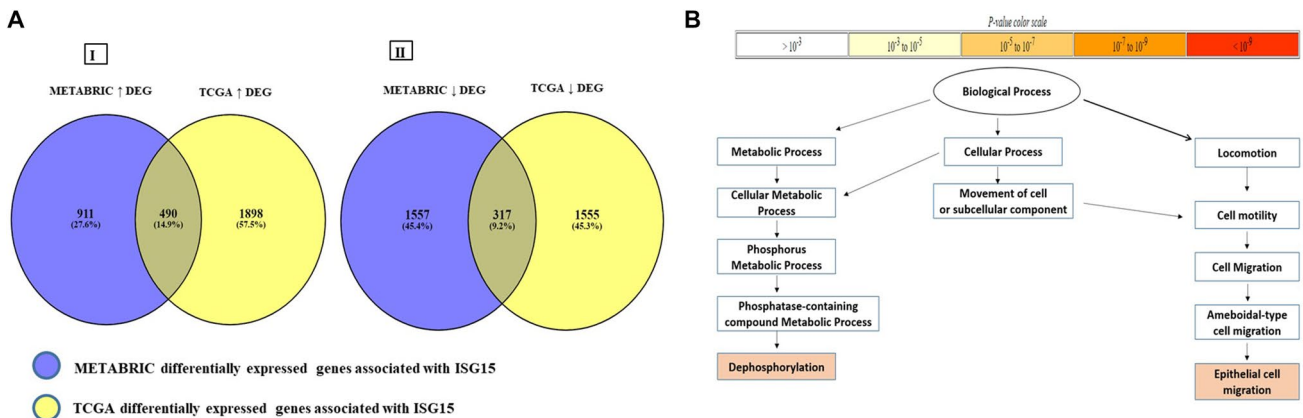 A
I
METABRIC ↑ DEG
TCGA ↑ DEG
911
(27.6%)
490
(14.9%)
1898
(57.5%)
II
METABRIC ↓ DEG
TCGA ↓ DEG
1557
(45.4%)
317
(9.2%)
1555
(45.3%)
METABRIC differentially expressed genes associated with ISG15
TCGA differentially expressed genes associated with ISG15
B
P-value color scale
> 10⁻³
10⁻³ to 10⁻⁵
10⁻⁵ to 10⁻⁷
10⁻⁷ to 10⁻⁹
< 10⁻⁹
Biological Process
Metabolic Process
Cellular Process
Locomotion
Cellular Metabolic
Process
Movement of cell
or subcellular component
Cell motility
Phosphorus
Metabolic Process
Cell Migration
Phosphatase-containing
compound Metabolic Process
Ameboidal-type
cell migration
Dephosphorylation
Epithelial cell
migration